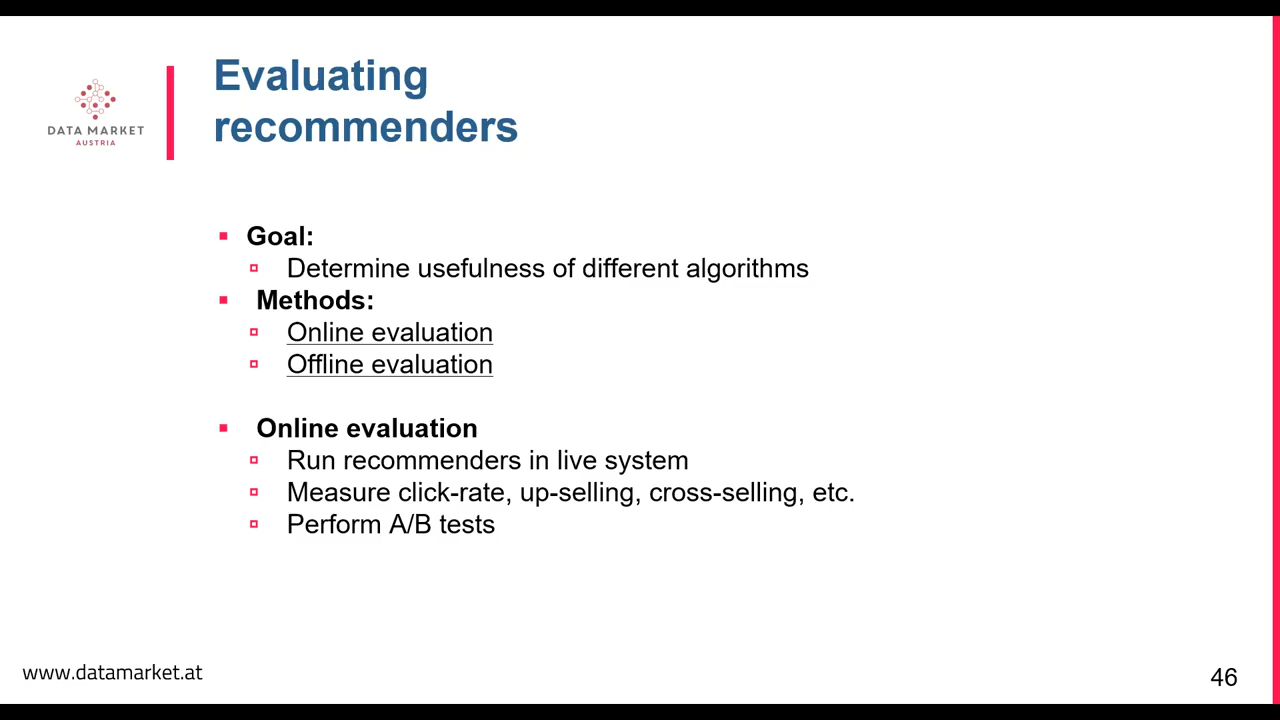 DATA MARKET
AUSTRIA
Evaluating
recommenders
Goal:
Determine usefulness of different algorithms
Methods:
Online evaluation
Offline evaluation
Online evaluation
Run recommenders in live system
Measure click-rate, up-selling, cross-selling, etc.
Perform A/B tests
www.datamarket.at
46